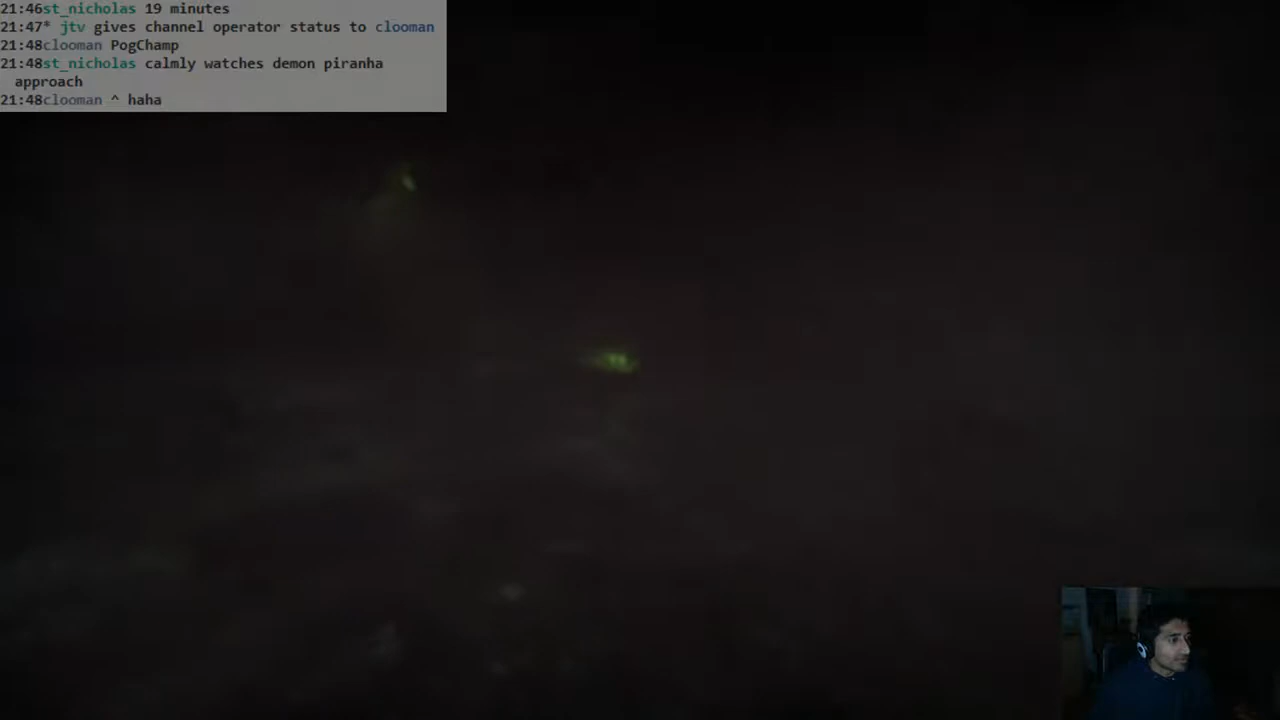 21:46st_nicholas 19 minutes
21:47* jtv gives channel operator status to clooman
21:48clooman PogChamp
21:48st_nicholas calmly watches demon piranha
approach
21:48clooman ^ haha